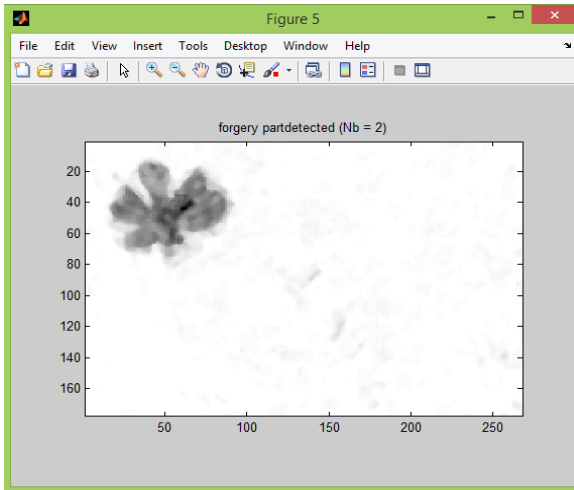 Figure 5
File Edit View Insert Tools Desktop Window Help
forgery partdetected (Nb = 2)
20
40
60
80
100
120
140
160
50 100 150 200 250